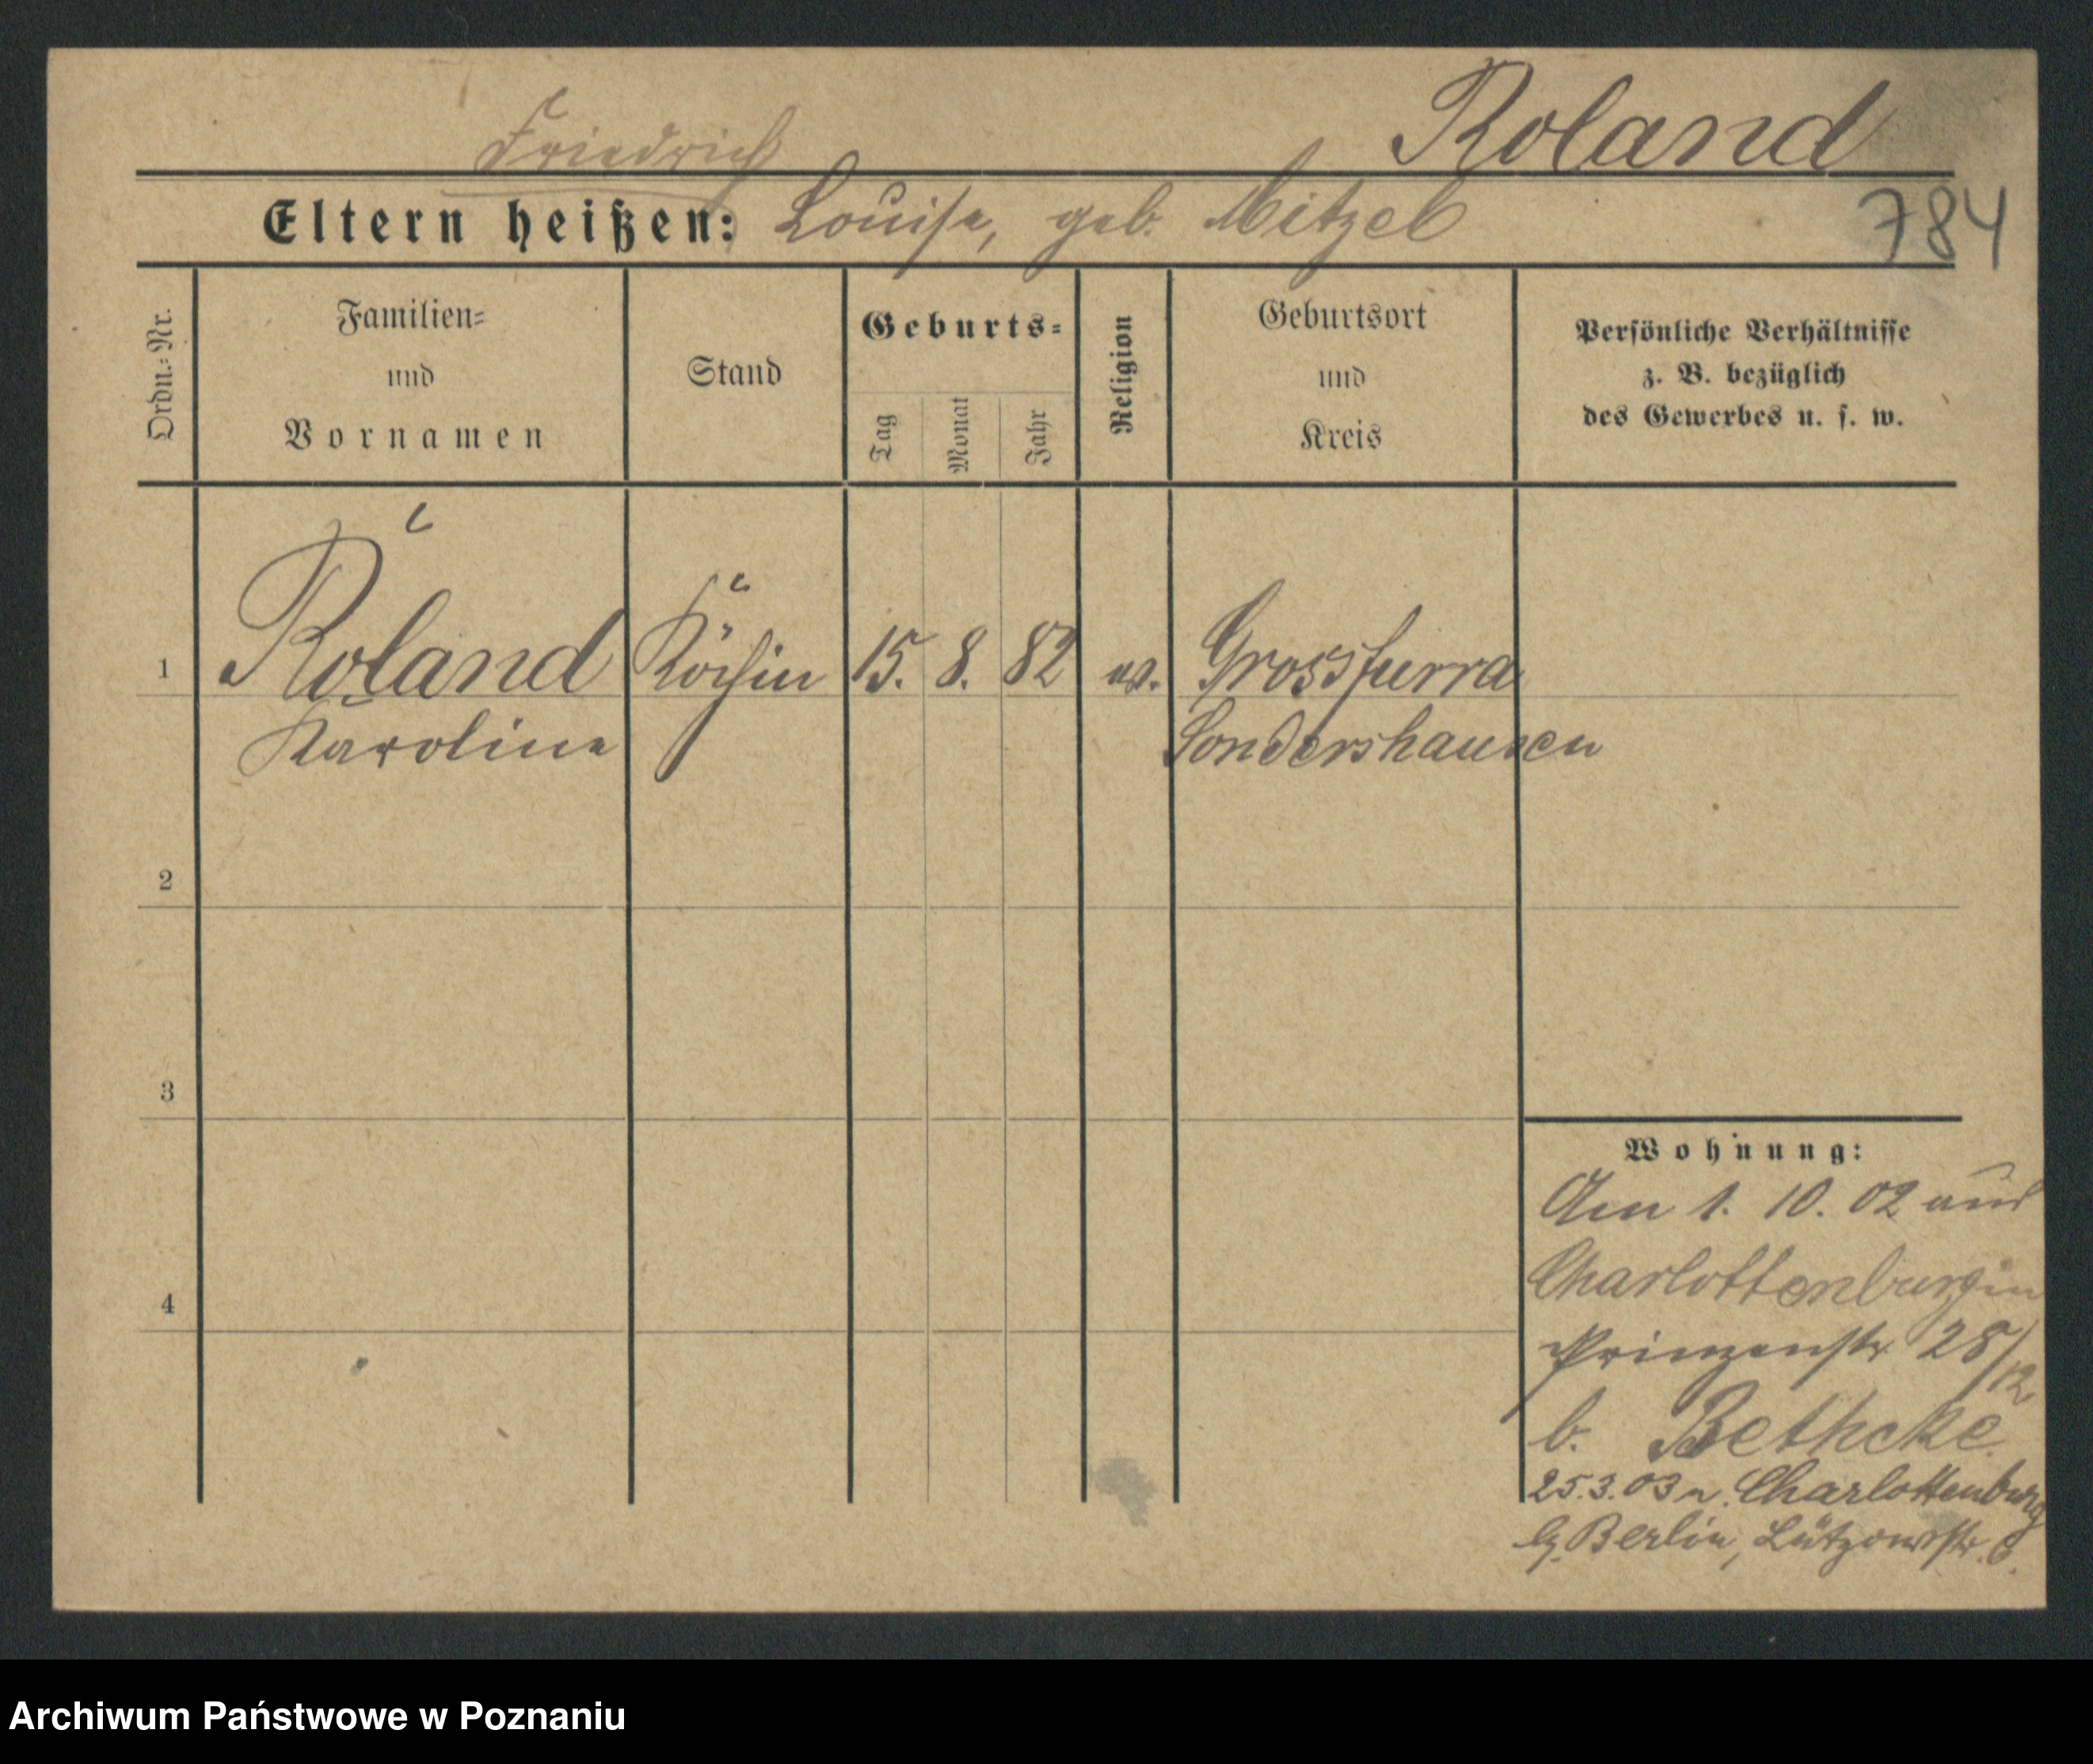 Friedrich Roland
Eltern heißen: Louise, geb. Mitzel 784
Ordn.-Nr.
Familien-
und
Vornamen
Stand
Geburts-
Tag
Monat
Jahr
Religion
Geburtsort
und
Kreis
Persönliche Verhältnisse
z. B. bezüglich
des Gewerbes u. s. w.
1 Roland Köchin 15. 8. 82 ev. Grossfurra
Karoline Sondershausen
2
3
4
Wohnung:
Am 1. 10. 02 aus
Charlottenburg in
Prinzenstr. 28/12
b. Bethcke
25.3.03 n. Charlottenburg
Berlin, Lützowstr. 6.
Archiwum Państwowe w Poznaniu